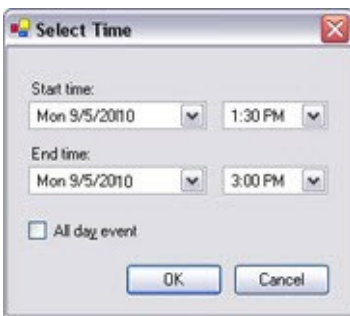 Select Time
Start time:
Mon 9/5/2010 1:30 PM
End time:
Mon 9/5/2010 3:00 PM
All day event
OK Cancel